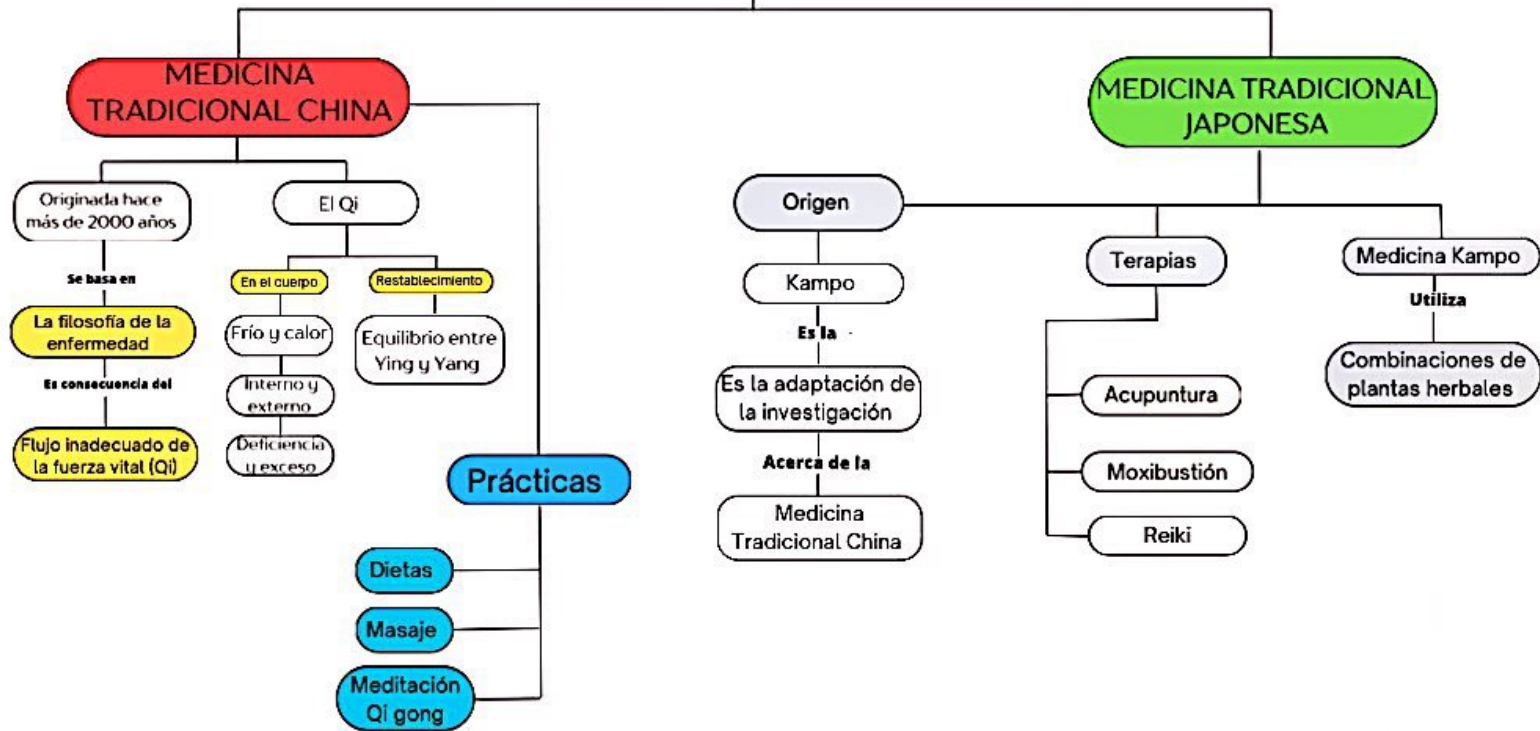 MEDICINA
TRADICIONAL CHINA
Originada hace
más de 2000 años
Se basa en
La filosofía de la
enfermedad
Es consecuencia del
Flujo inadecuado de
la fuerza vital (Qi)
El Qi
En el cuerpo
Frío y calor
Interno y
externo
Deficiencia
y exceso
Restablecimiento
Equilibrio entre
Ying y Yang
Prácticas
Dietas
Masaje
Meditación
Qi gong
MEDICINA TRADICIONAL
JAPONESA
Origen
Kampo
Es la
Es la adaptación de
la investigación
Acerca de la
Medicina
Tradicional China
Terapias
Acupuntura
Moxibustión
Reiki
Medicina Kampo
Utiliza
Combinaciones de
plantas herbales